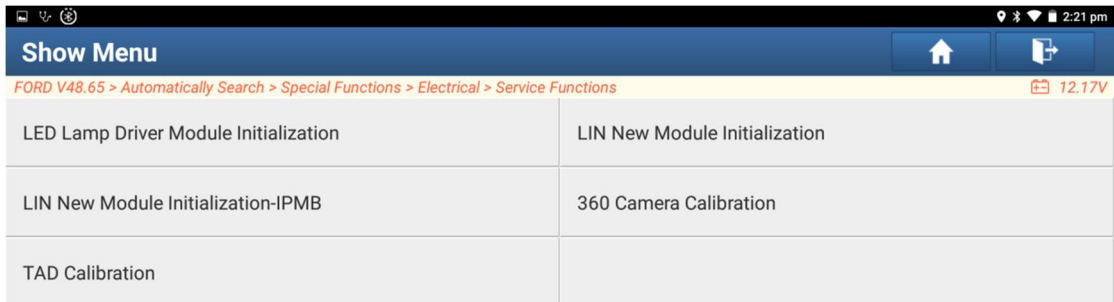 2:21 pm
Show Menu
FORD V48.65 > Automatically Search > Special Functions > Electrical > Service Functions
12.17V
LED Lamp Driver Module Initialization
LIN New Module Initialization
LIN New Module Initialization-IPMB
360 Camera Calibration
TAD Calibration